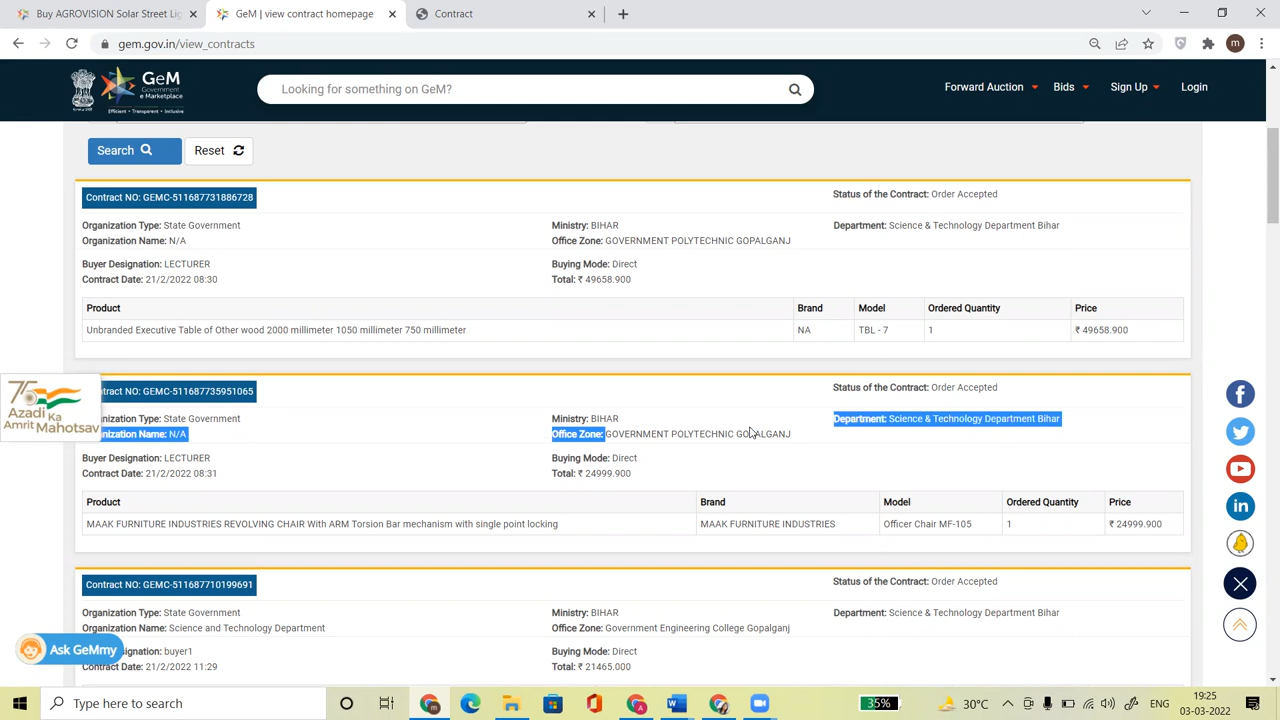 Buy AGROVISION Solar Street Lig
GeM | view contract homepage
Contract
gem.gov.in/view_contracts
m
GeM
Government
e Marketplace
Efficient • Transparent • Inclusive
Looking for something on GeM?
Forward Auction
Bids
Sign Up
Login
Search
Reset
Contract NO: GEMC-511687731886728
Status of the Contract: Order Accepted
Organization Type: State Government
Ministry: BIHAR
Department: Science & Technology Department Bihar
Organization Name: N/A
Office Zone: GOVERNMENT POLYTECHNIC GOPALGANJ
Buyer Designation: LECTURER
Buying Mode: Direct
Contract Date: 21/2/2022 08:30
Total: ₹ 49658.900
Product Brand Model Ordered Quantity Price
Unbranded Executive Table of Other wood 2000 millimeter 1050 millimeter 750 millimeter NA TBL - 7 1 ₹ 49658.900
75
Azadi Ka
Amrit Mahotsav
ntract NO: GEMC-511687735951065
Status of the Contract: Order Accepted
ganization Type: State Government
Ministry: BIHAR
Department: Science & Technology Department Bihar
anization Name: N/A
Office Zone: GOVERNMENT POLYTECHNIC GOPALGANJ
Buyer Designation: LECTURER
Buying Mode: Direct
Contract Date: 21/2/2022 08:31
Total: ₹ 24999.900
Product Brand Model Ordered Quantity Price
MAAK FURNITURE INDUSTRIES REVOLVING CHAIR With ARM Torsion Bar mechanism with single point locking MAAK FURNITURE INDUSTRIES Officer Chair MF-105 1 ₹ 24999.900
Contract NO: GEMC-511687710199691
Status of the Contract: Order Accepted
Organization Type: State Government
Ministry: BIHAR
Department: Science & Technology Department Bihar
Organization Name: Science and Technology Department
Office Zone: Government Engineering College Gopalganj
Ask GeMmy
signation: buyer1
Buying Mode: Direct
Contract Date: 21/2/2022 11:29
Total: ₹ 21465.000
Type here to search
35%
30°C
ENG
19:25
03-03-2022